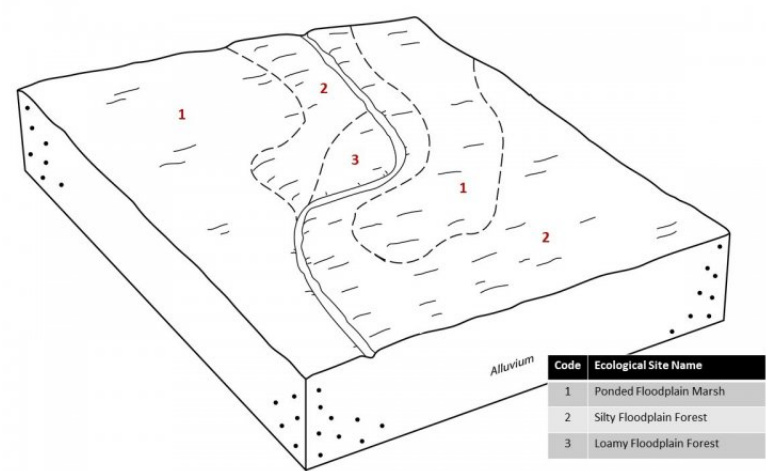 2
1
3
1
2
Alluvium
Code Ecological Site Name
1 Ponded Floodplain Marsh
2 Silty Floodplain Forest
3 Loamy Floodplain Forest